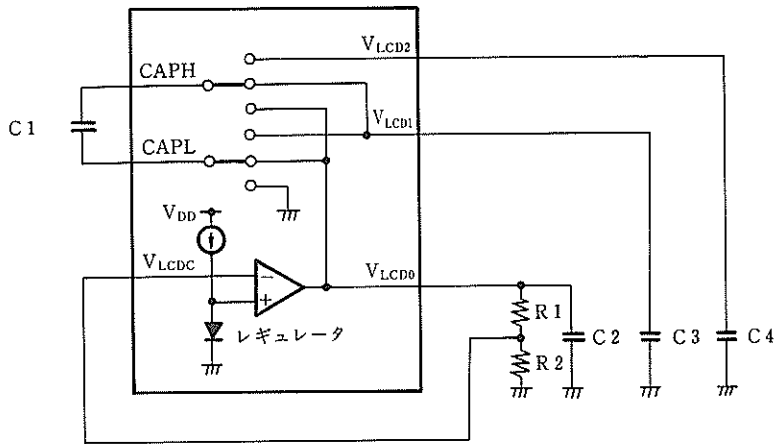 V_LCD2
CAPH
C1
V_LCD1
CAPL
V_DD
V_LCDC
V_LCD0
−
+
レギュレータ
R1
R2
C2
C3
C4